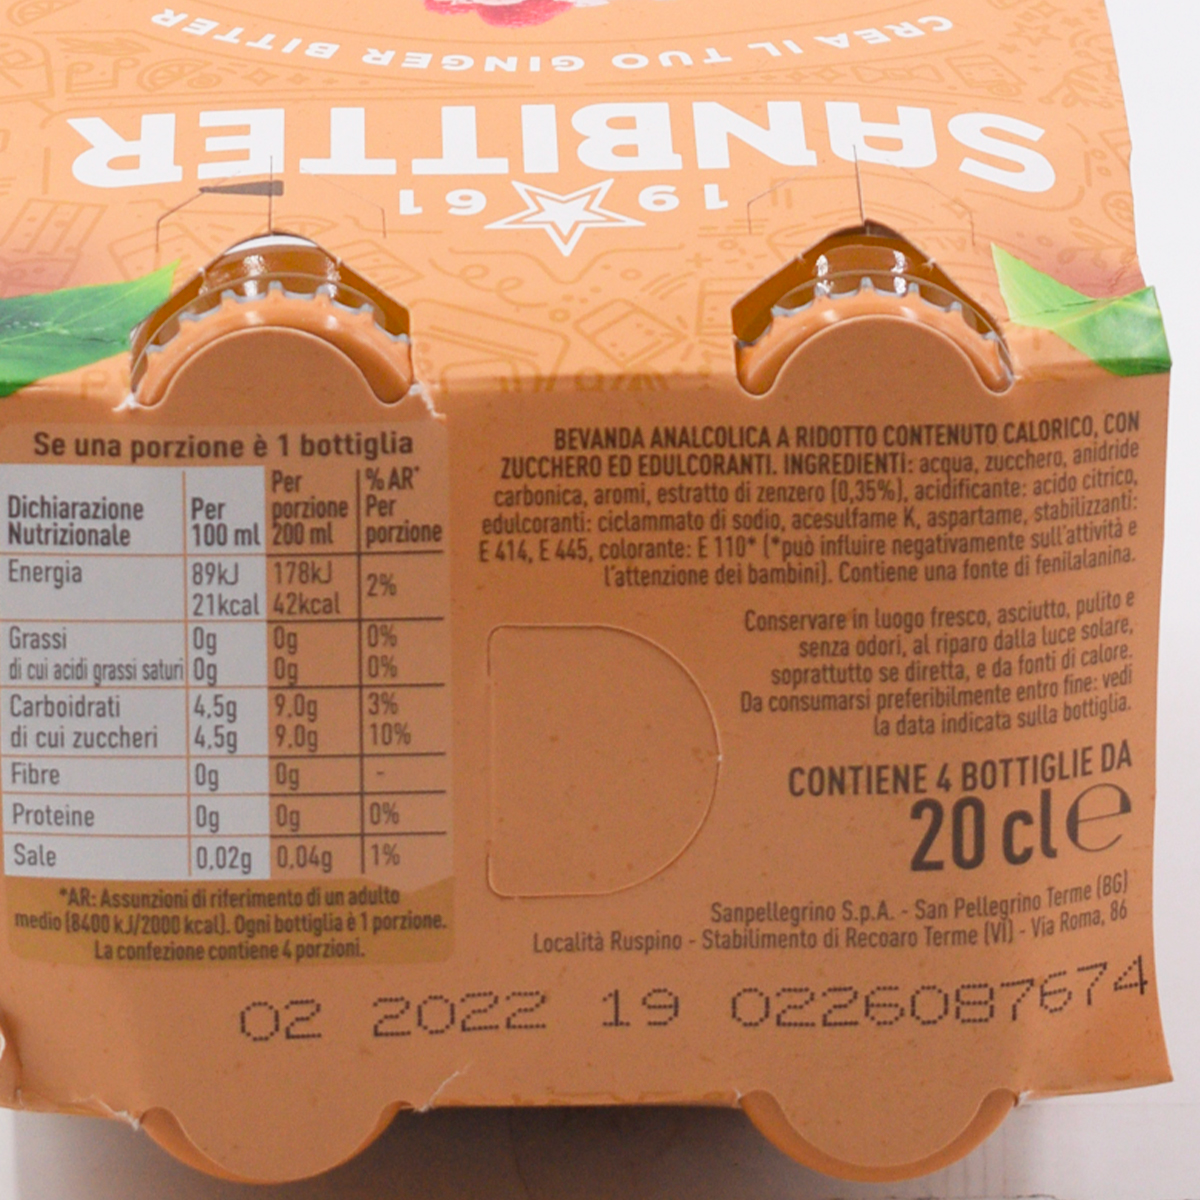 CREA IL TUO GINGER BITTER
SANBITTER
19 61
Se una porzione è 1 bottiglia
Dichiarazione Nutrizionale Per 100 ml Per porzione 200 ml % AR* Per porzione
Energia 89kJ 178kJ 2%
21kcal 42kcal
Grassi 0g 0g 0%
di cui acidi grassi saturi 0g 0g 0%
Carboidrati 4,5g 9,0g 3%
di cui zuccheri 4,5g 9,0g 10%
Fibre 0g 0g -
Proteine 0g 0g 0%
Sale 0,02g 0,04g 1%
*AR: Assunzioni di riferimento di un adulto
medio (8400 kJ/2000 kcal). Ogni bottiglia è 1 porzione.
La confezione contiene 4 porzioni.
BEVANDA ANALCOLICA A RIDOTTO CONTENUTO CALORICO, CON
ZUCCHERO ED EDULCORANTI. INGREDIENTI: acqua, zucchero, anidride
carbonica, aromi, estratto di zenzero (0,35%), acidificante: acido citrico,
edulcoranti: ciclammato di sodio, acesulfame K, aspartame, stabilizzanti:
E 414, E 445, colorante: E 110* (*può influire negativamente sull'attività e
l'attenzione dei bambini). Contiene una fonte di fenilalanina.
Conservare in luogo fresco, asciutto, pulito e
senza odori, al riparo dalla luce solare,
soprattutto se diretta, e da fonti di calore.
Da consumarsi preferibilmente entro fine: vedi
la data indicata sulla bottiglia.
CONTIENE 4 BOTTIGLIE DA
20 cl e
Sanpellegrino S.p.A. - San Pellegrino Terme (BG)
Località Ruspino - Stabilimento di Recoaro Terme (VI) - Via Roma, 86
02 2022 19 0226087674